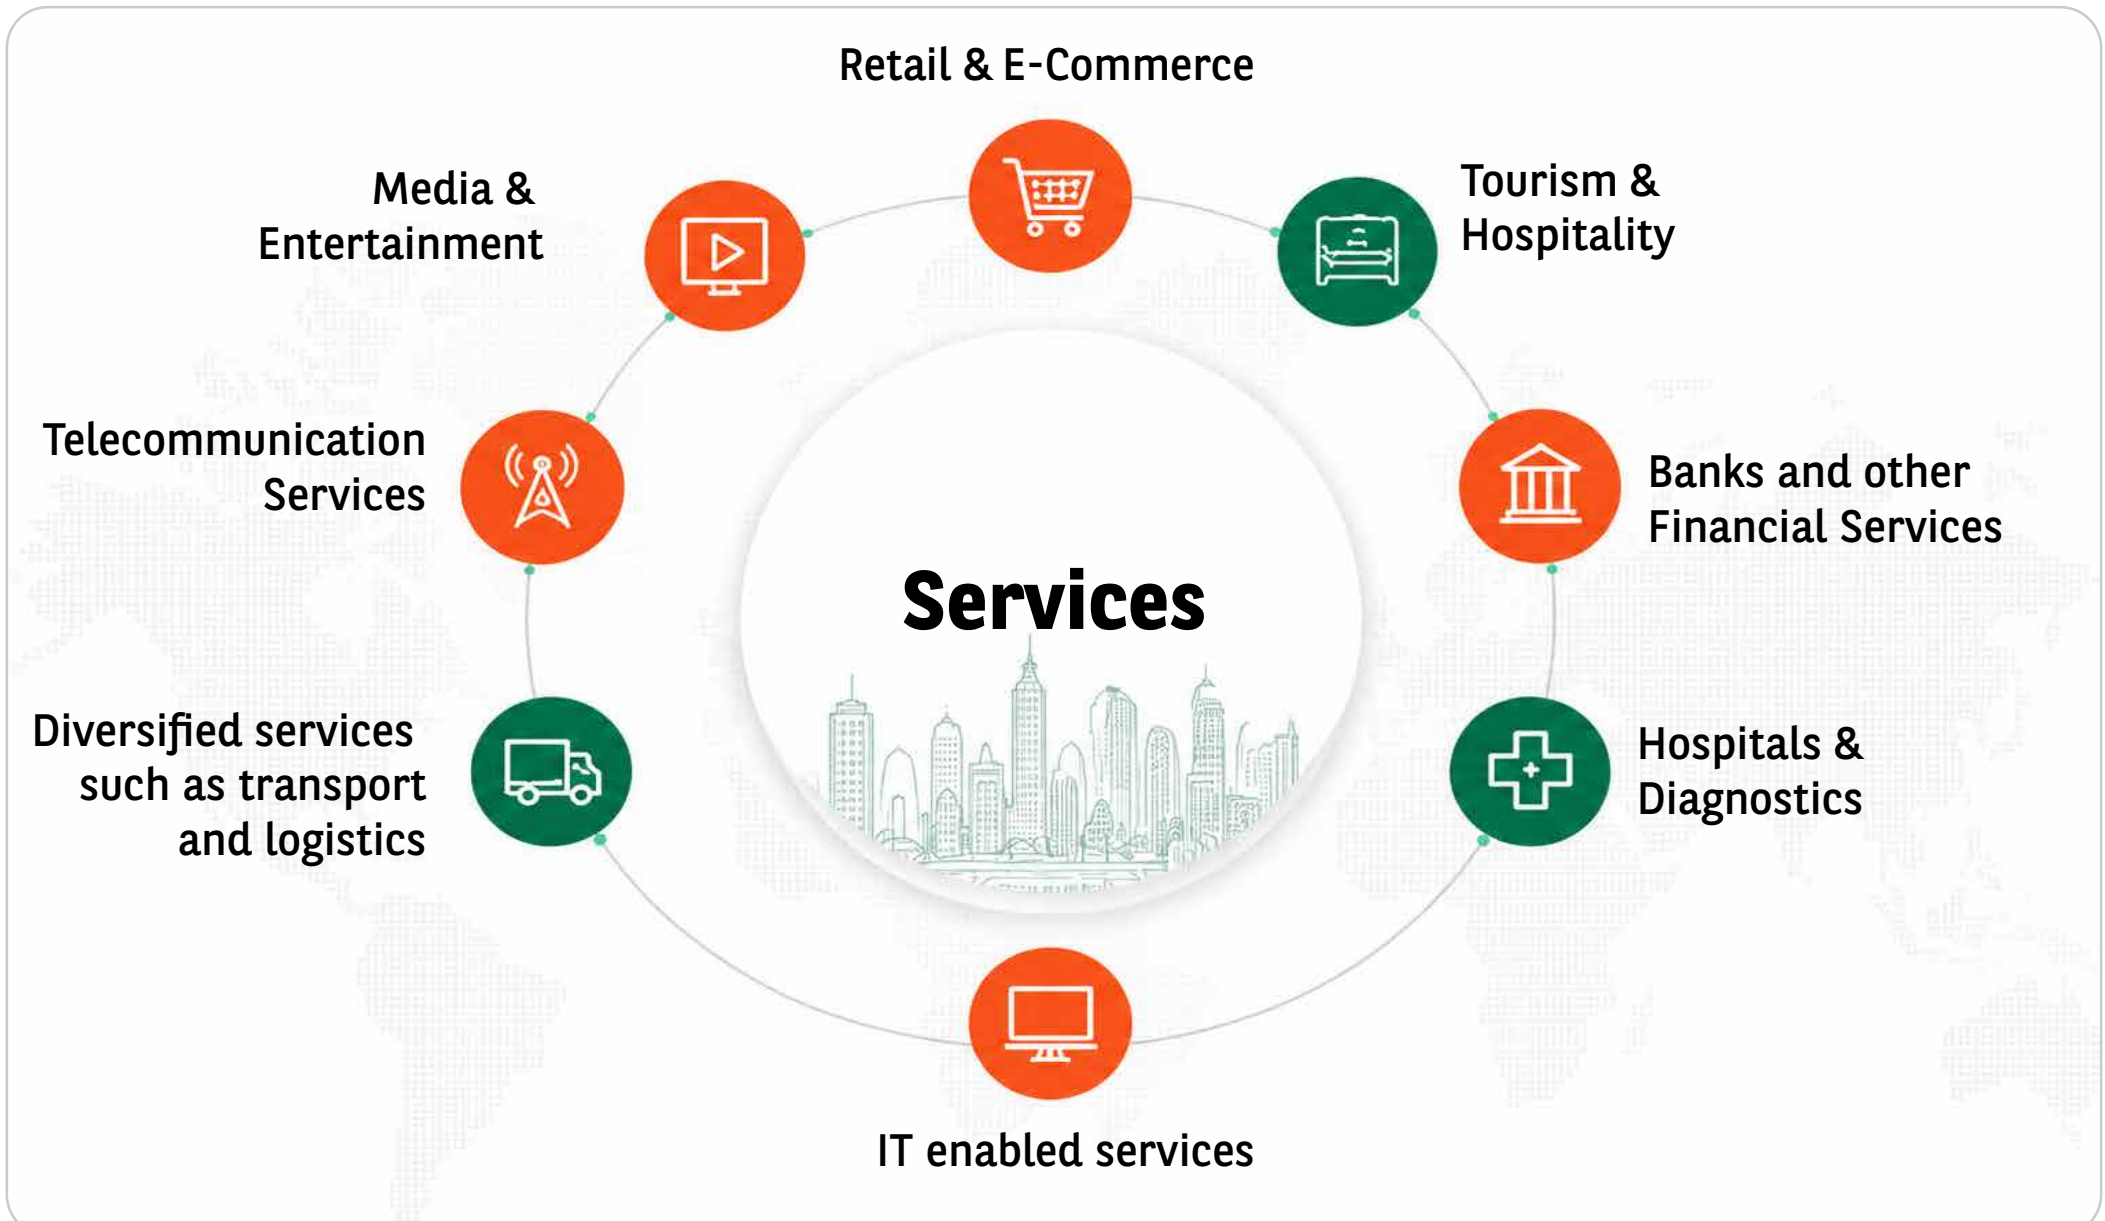 Retail & E-Commerce
Media &
Entertainment
Tourism &
Hospitality
Telecommunication
Services
Banks and other
Financial Services
Services
Diversified services
such as transport
and logistics
Hospitals &
Diagnostics
IT enabled services